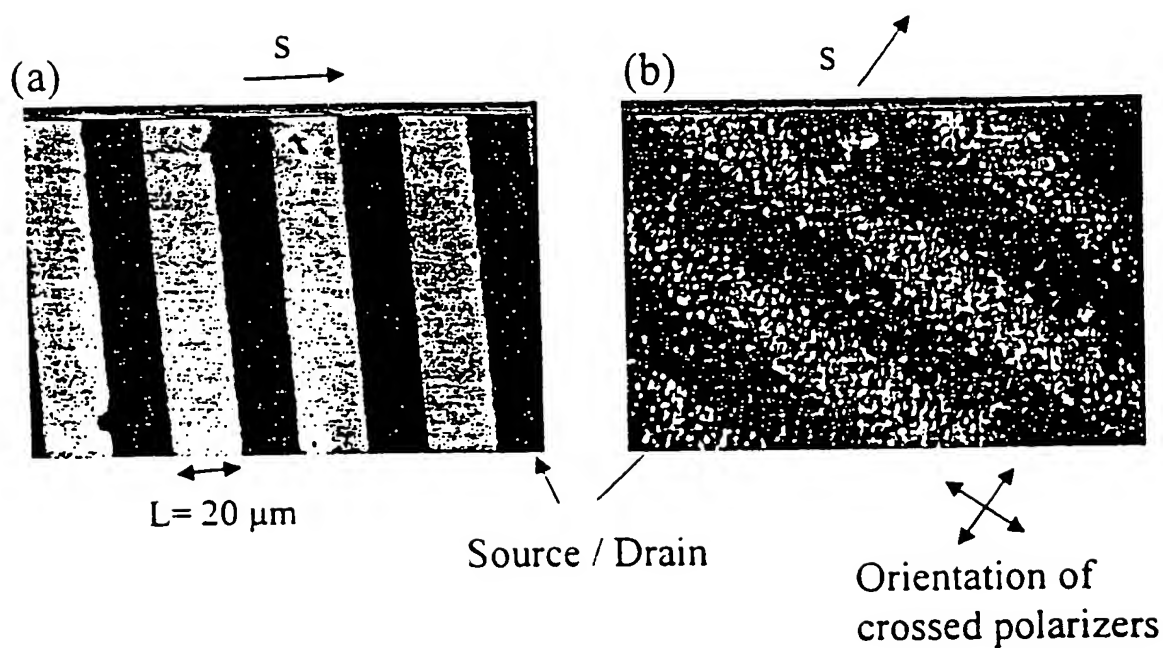 (a)
S
(b)
S
L= 20 μm
Source / Drain
Orientation of
crossed polarizers